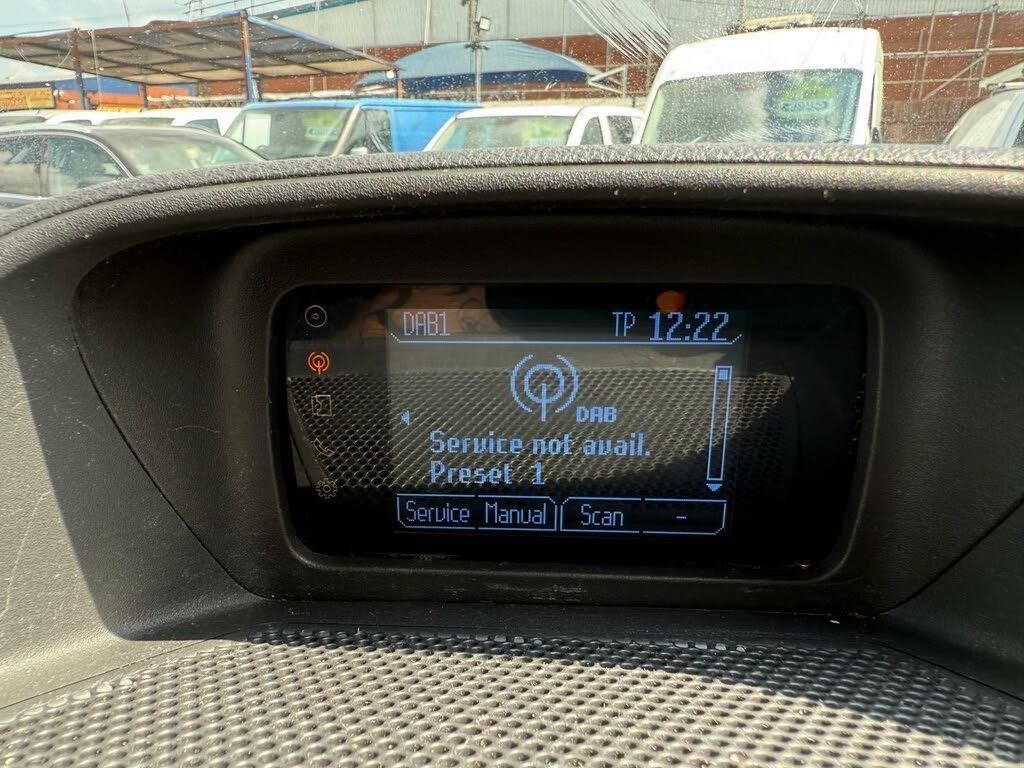 DAB1 TP 12:22
DAB
Service not avail.
Preset 1
Service Manual Scan -